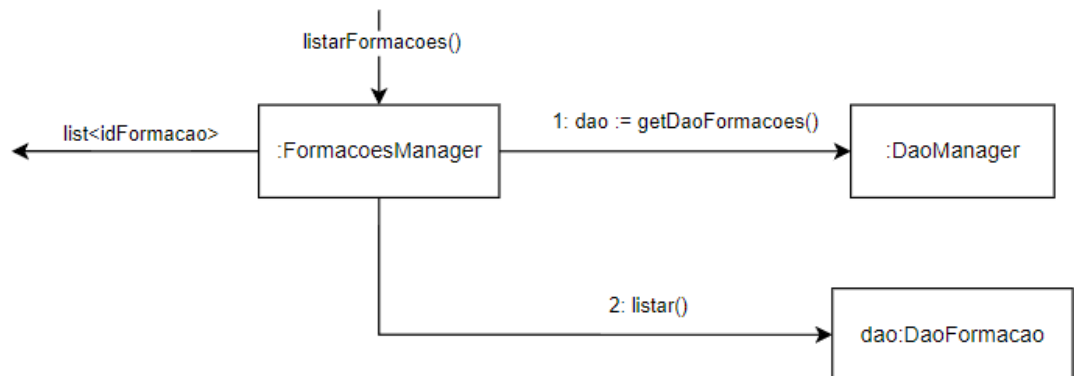 listarFormacoes()
list<idFormacao>
:FormacoesManager
1: dao := getDaoFormacoes()
:DaoManager
2: listar()
dao:DaoFormacao